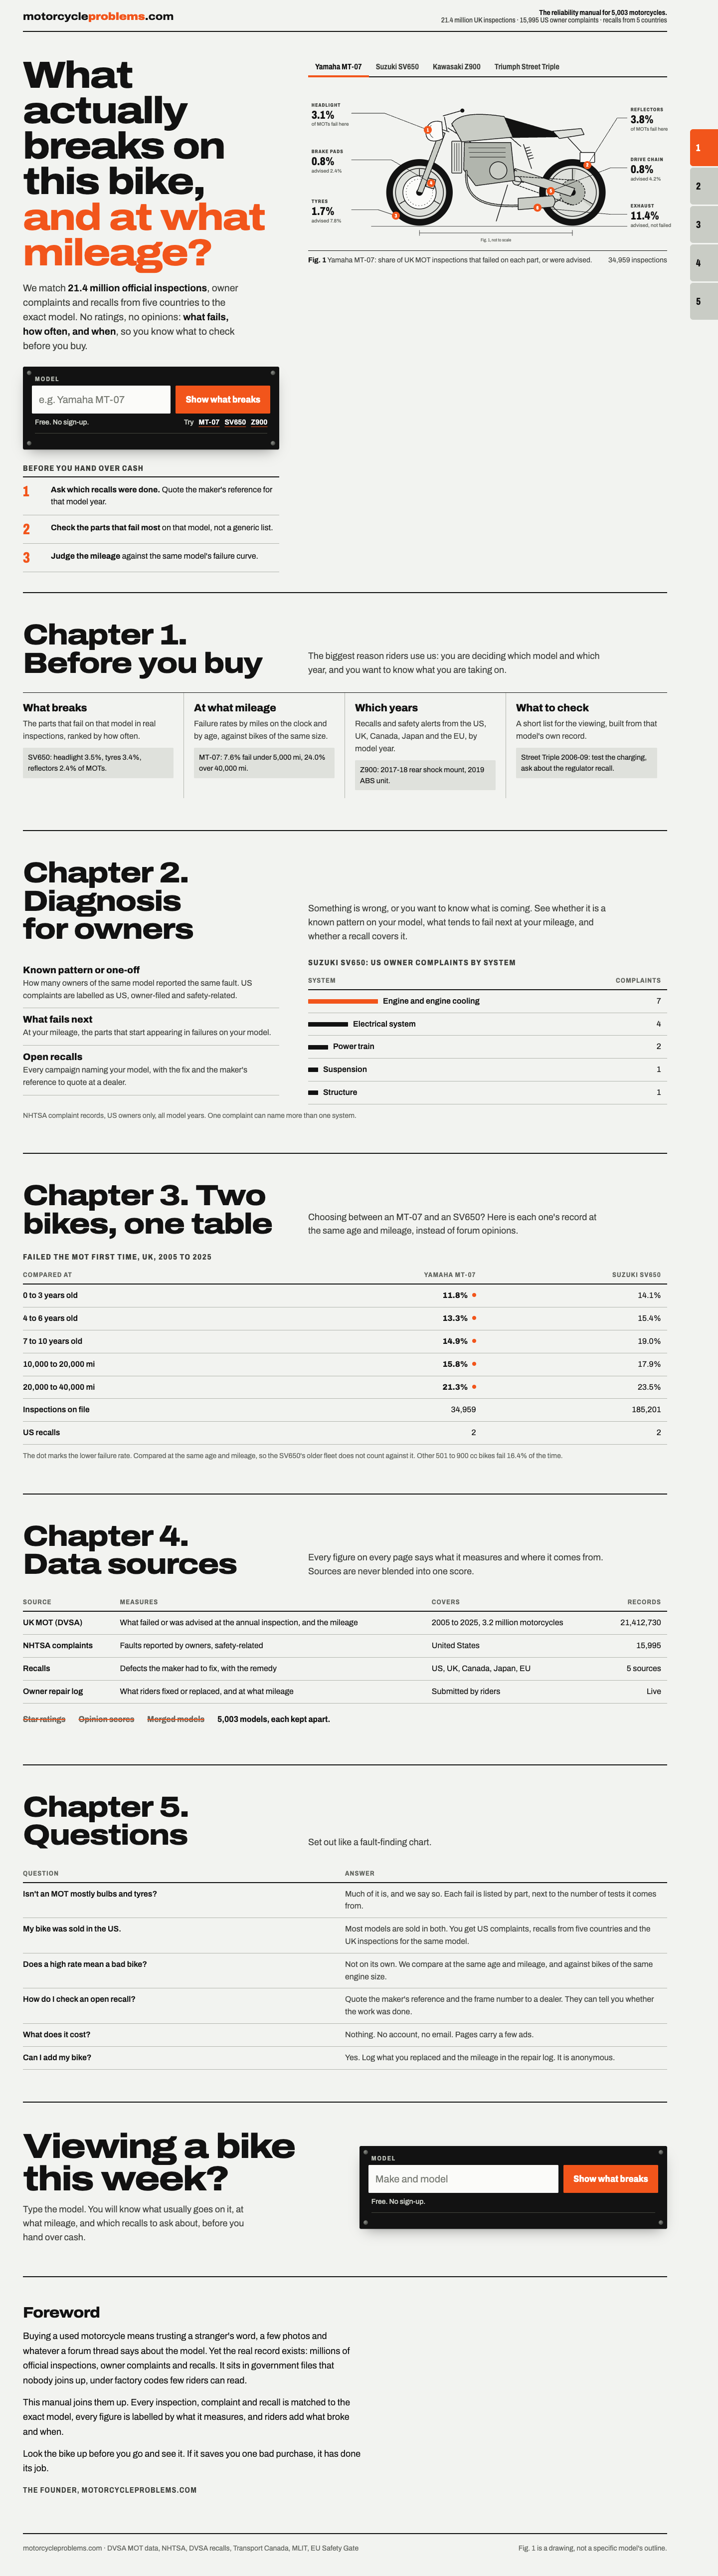 motorcycleproblems.com
The reliability manual for 5,003 motorcycles.
21.4 million UK inspections · 15,995 US owner complaints · recalls from 5 countries
What
actually
breaks on
this bike,
and at what
mileage?
We match 21.4 million official inspections, owner
complaints and recalls from five countries to the
exact model. No ratings, no opinions: what fails,
how often, and when, so you know what to check
before you buy.
MODEL
e.g. Yamaha MT-07
Show what breaks
Free. No sign-up.
Try MT-07 SV650 Z900
BEFORE YOU HAND OVER CASH
1 Ask which recalls were done. Quote the maker's reference for
that model year.
2 Check the parts that fail most on that model, not a generic list.
3 Judge the mileage against the same model's failure curve.
Yamaha MT-07 Suzuki SV650 Kawasaki Z900 Triumph Street Triple
HEADLIGHT
3.1%
of MOTs fail here
BRAKE PADS
0.8%
advised 2.4%
TYRES
1.7%
advised 7.8%
REFLECTORS
3.8%
of MOTs fail here
DRIVE CHAIN
0.8%
advised 4.2%
EXHAUST
11.4%
advised, not failed
Fig. 1, not to scale
Fig. 1 Yamaha MT-07: share of UK MOT inspections that failed on each part, or were advised. 34,959 inspections
1
2
3
4
5
Chapter 1.
Before you buy
The biggest reason riders use us: you are deciding which model and which
year, and you want to know what you are taking on.
What breaks
The parts that fail on that model in real
inspections, ranked by how often.
SV650: headlight 3.5%, tyres 3.4%,
reflectors 2.4% of MOTs.
At what mileage
Failure rates by miles on the clock and
by age, against bikes of the same size.
MT-07: 7.6% fail under 5,000 mi, 24.0%
over 40,000 mi.
Which years
Recalls and safety alerts from the US,
UK, Canada, Japan and the EU, by
model year.
Z900: 2017-18 rear shock mount, 2019
ABS unit.
What to check
A short list for the viewing, built from that
model's own record.
Street Triple 2006-09: test the charging,
ask about the regulator recall.
Chapter 2.
Diagnosis
for owners
Something is wrong, or you want to know what is coming. See whether it is a
known pattern on your model, what tends to fail next at your mileage, and
whether a recall covers it.
Known pattern or one-off
How many owners of the same model reported the same fault. US
complaints are labelled as US, owner-filed and safety-related.
What fails next
At your mileage, the parts that start appearing in failures on your model.
Open recalls
Every campaign naming your model, with the fix and the maker's
reference to quote at a dealer.
SUZUKI SV650: US OWNER COMPLAINTS BY SYSTEM
SYSTEM COMPLAINTS
Engine and engine cooling 7
Electrical system 4
Power train 2
Suspension 1
Structure 1
NHTSA complaint records, US owners only, all model years. One complaint can name more than one system.
Chapter 3. Two
bikes, one table
Choosing between an MT-07 and an SV650? Here is each one's record at
the same age and mileage, instead of forum opinions.
FAILED THE MOT FIRST TIME, UK, 2005 TO 2025
COMPARED AT YAMAHA MT-07 SUZUKI SV650
0 to 3 years old 11.8% 14.1%
4 to 6 years old 13.3% 15.4%
7 to 10 years old 14.9% 19.0%
10,000 to 20,000 mi 15.8% 17.9%
20,000 to 40,000 mi 21.3% 23.5%
Inspections on file 34,959 185,201
US recalls 2 2
The dot marks the lower failure rate. Compared at the same age and mileage, so the SV650's older fleet does not count against it. Other 501 to 900 cc bikes fail 16.4% of the time.
Chapter 4.
Data sources
Every figure on every page says what it measures and where it comes from.
Sources are never blended into one score.
SOURCE MEASURES COVERS RECORDS
UK MOT (DVSA) What failed or was advised at the annual inspection, and the mileage 2005 to 2025, 3.2 million motorcycles 21,412,730
NHTSA complaints Faults reported by owners, safety-related United States 15,995
Recalls Defects the maker had to fix, with the remedy US, UK, Canada, Japan, EU 5 sources
Owner repair log What riders fixed or replaced, and at what mileage Submitted by riders Live
Star ratings Opinion scores Merged models 5,003 models, each kept apart.
Chapter 5.
Questions
Set out like a fault-finding chart.
QUESTION ANSWER
Isn't an MOT mostly bulbs and tyres? Much of it is, and we say so. Each fail is listed by part, next to the number of tests it comes
from.
My bike was sold in the US. Most models are sold in both. You get US complaints, recalls from five countries and the
UK inspections for the same model.
Does a high rate mean a bad bike? Not on its own. We compare at the same age and mileage, and against bikes of the same
engine size.
How do I check an open recall? Quote the maker's reference and the frame number to a dealer. They can tell you whether
the work was done.
What does it cost? Nothing. No account, no email. Pages carry a few ads.
Can I add my bike? Yes. Log what you replaced and the mileage in the repair log. It is anonymous.
Viewing a bike
this week?
Type the model. You will know what usually goes on it, at
what mileage, and which recalls to ask about, before you
hand over cash.
MODEL
Make and model
Show what breaks
Free. No sign-up.
Foreword
Buying a used motorcycle means trusting a stranger's word, a few photos and
whatever a forum thread says about the model. Yet the real record exists: millions of
official inspections, owner complaints and recalls. It sits in government files that
nobody joins up, under factory codes few riders can read.
This manual joins them up. Every inspection, complaint and recall is matched to the
exact model, every figure is labelled by what it measures, and riders add what broke
and when.
Look the bike up before you go and see it. If it saves you one bad purchase, it has done
its job.
THE FOUNDER, MOTORCYCLEPROBLEMS.COM
motorcycleproblems.com · DVSA MOT data, NHTSA, DVSA recalls, Transport Canada, MLIT, EU Safety Gate
Fig. 1 is a drawing, not a specific model's outline.